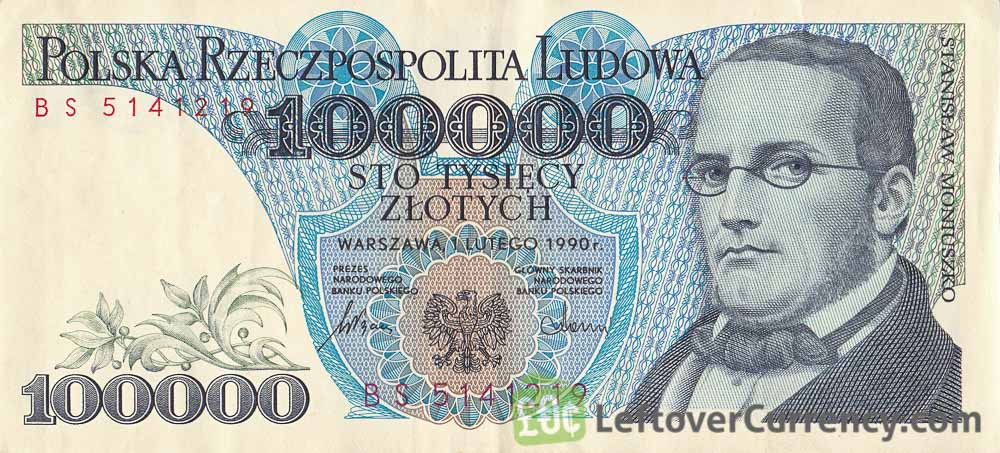 POLSKA RZECZPOSPOLITA LUDOWA
BS 5141219
100000
STO TYSIĘCY
ZŁOTYCH
WARSZAWA, 1 LUTEGO 1990 r.
PREZES
NARODOWEGO
BANKU POLSKIEGO
GŁÓWNY SKARBNIK
NARODOWEGO
BANKU POLSKIEGO
STANISŁAW MONIUSZKO
100000
BS 5141219
£€¢ LeftoverCurrency.com